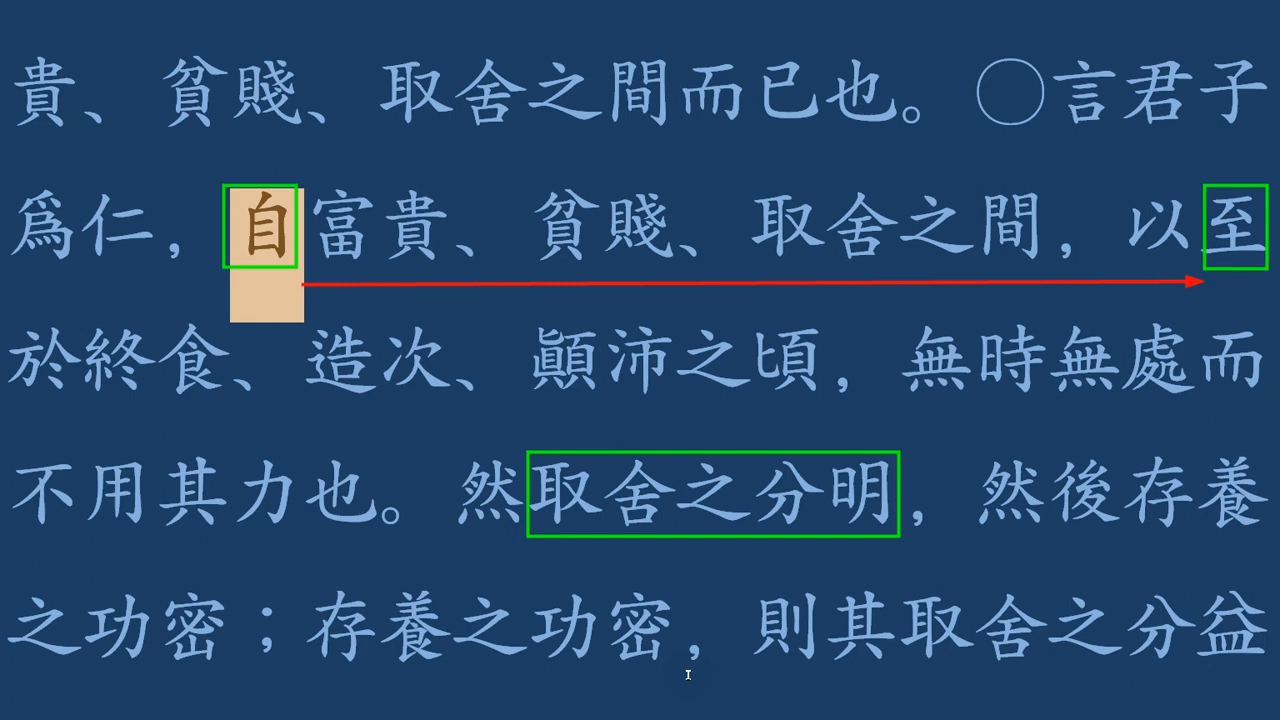 貴、貧賤、取舍之間而已也。◯言君子
爲仁，自富貴、貧賤、取舍之間，以至
於終食、造次、顚沛之頃，無時無處而
不用其力也。然取舍之分明，然後存養
之功密；存養之功密，則其取舍之分益